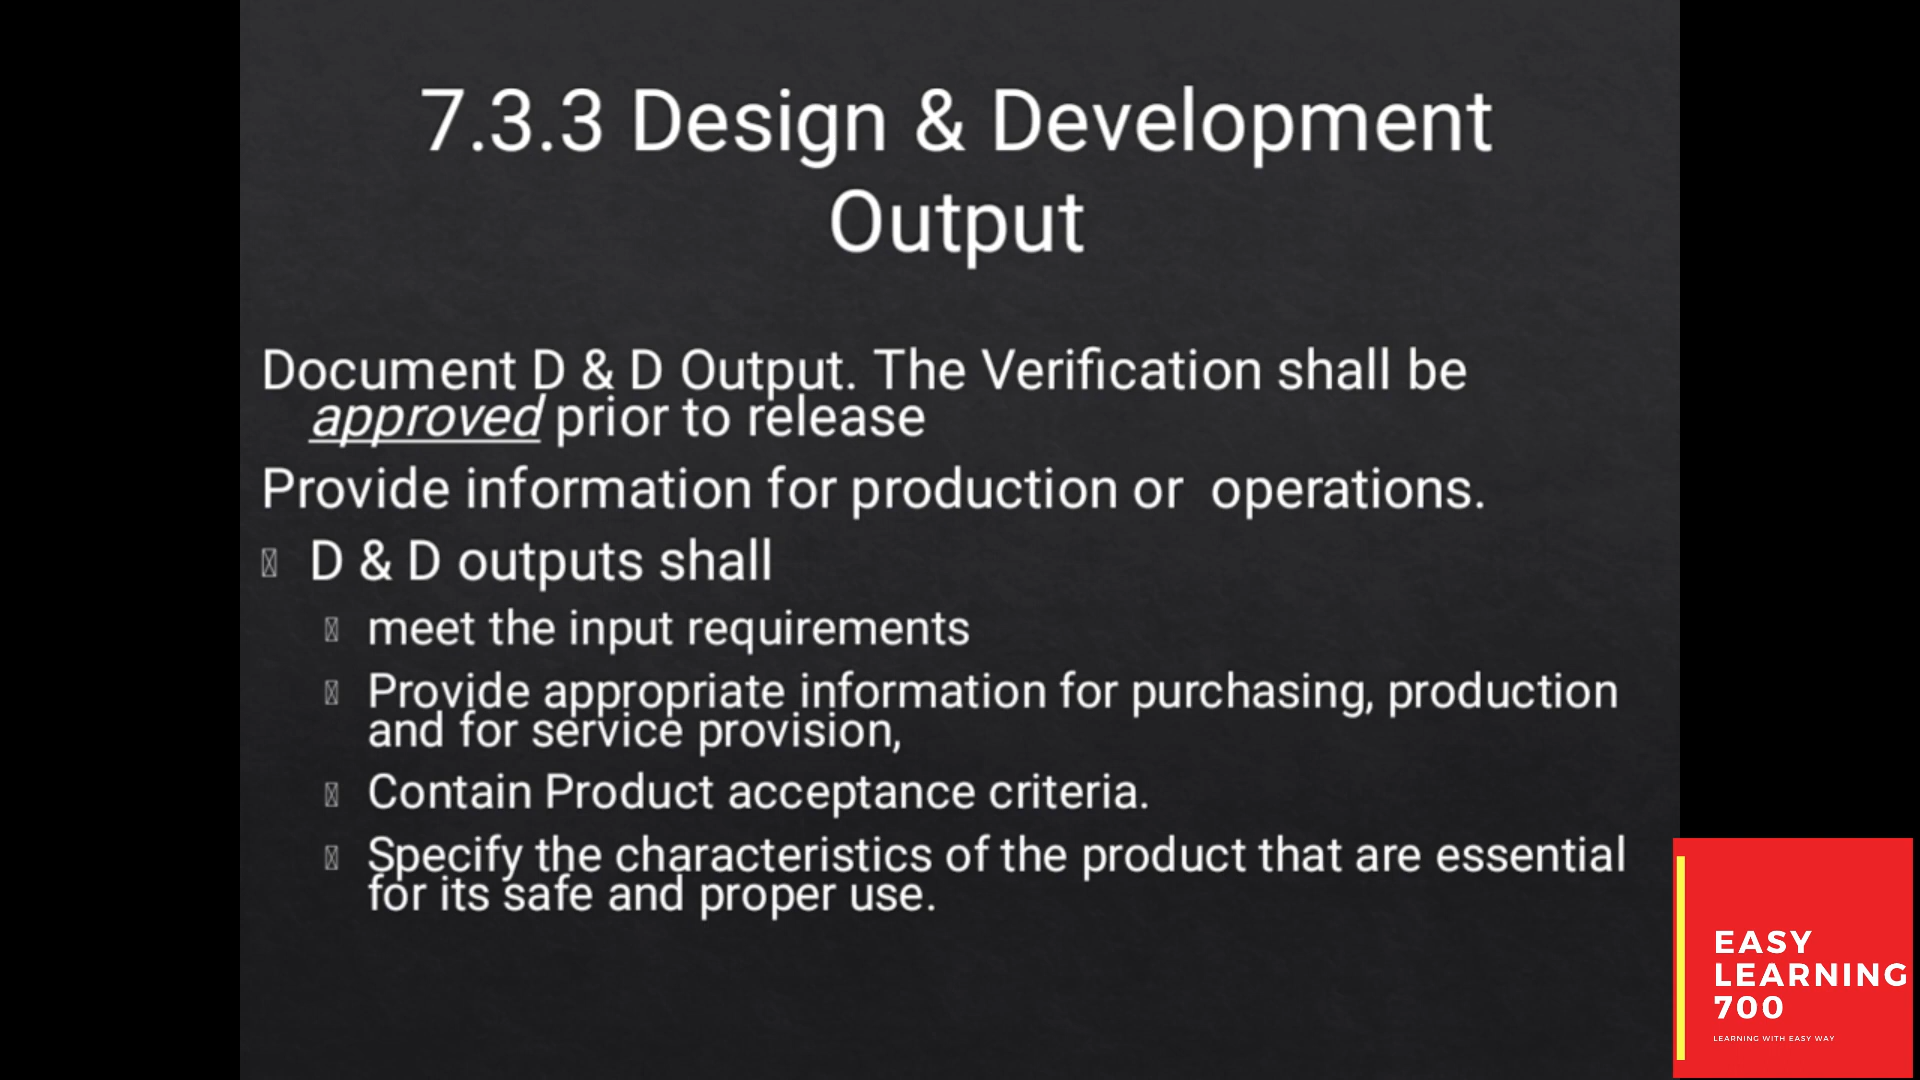 7.3.3 Design & Development
Output
Document D & D Output. The Verification shall be
approved prior to release
Provide information for production or  operations.
D & D outputs shall
meet the input requirements
Provide appropriate information for purchasing, production
and for service provision,
Contain Product acceptance criteria.
Specify the characteristics of the product that are essential
for its safe and proper use.
EASY
LEARNING
700
LEARNING WITH EASY WAY